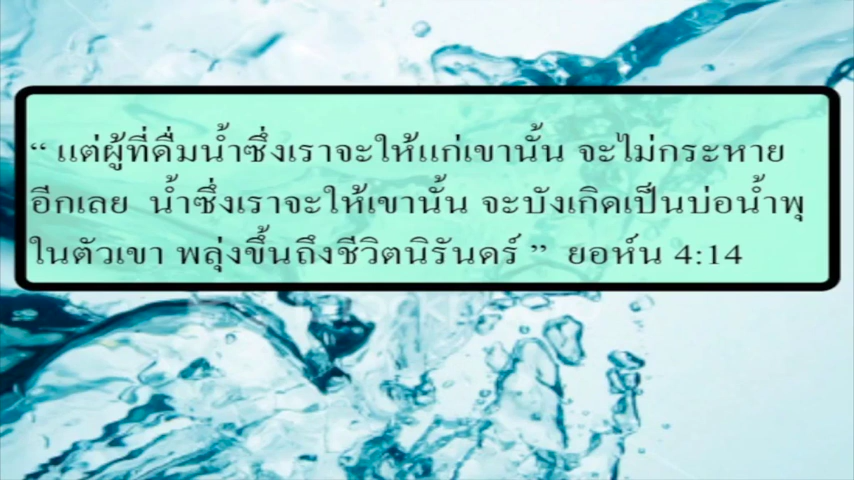 “ แต่ผู้ที่ดื่มน้ำซึ่งเราจะให้แก่เขานั้น จะไม่กระหาย
อีกเลย น้ำซึ่งเราจะให้เขานั้น จะบังเกิดเป็นบ่อน้ำพุ
ในตัวเขา พลุ่งขึ้นถึงชีวิตนิรันดร์ ” ยอห์น 4:14